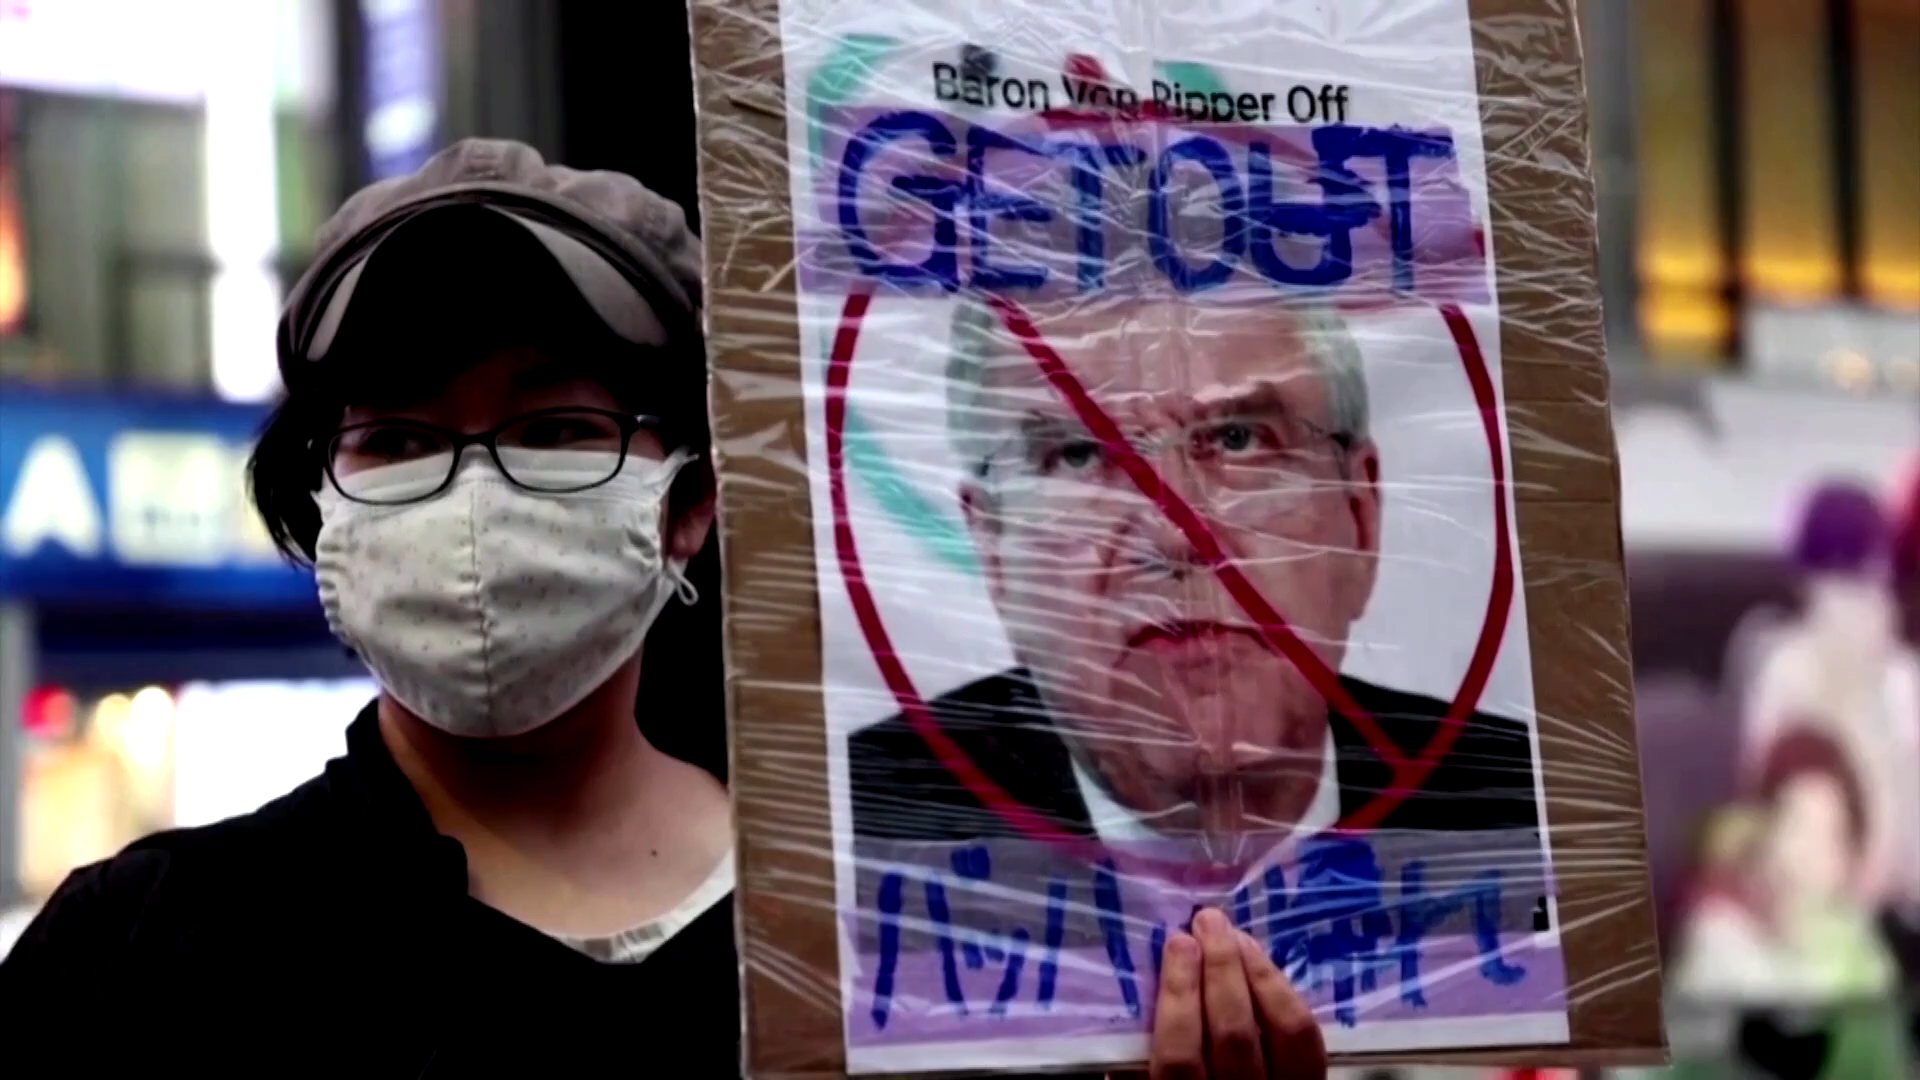 Baron Von Ripper Off
GET OUT
バッハ帰れ
A